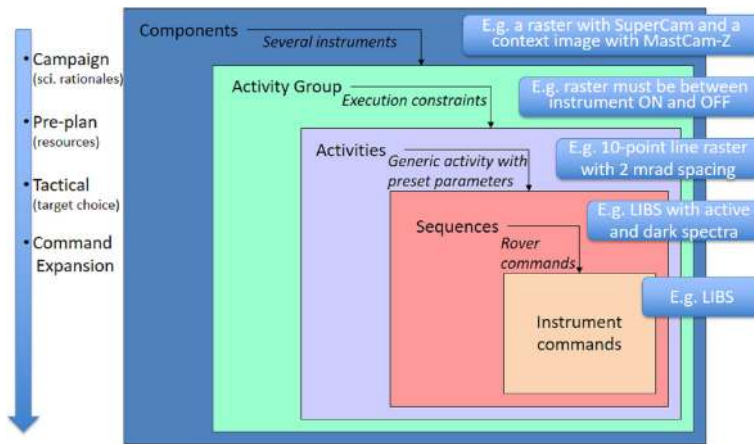 • Campaign
(sci. rationales)
• Pre-plan
(resources)
• Tactical
(target choice)
• Command
Expansion
Components
Several instruments
E.g. a raster with SuperCam and a
context image with MastCam-Z
Activity Group
Execution constraints
E.g. raster must be between
instrument ON and OFF
Activities
Generic activity with
preset parameters
E.g. 10-point line raster
with 2 mrad spacing
Sequences
Rover
commands
E.g. LIBS with active
and dark spectra
Instrument
commands
E.g. LIBS